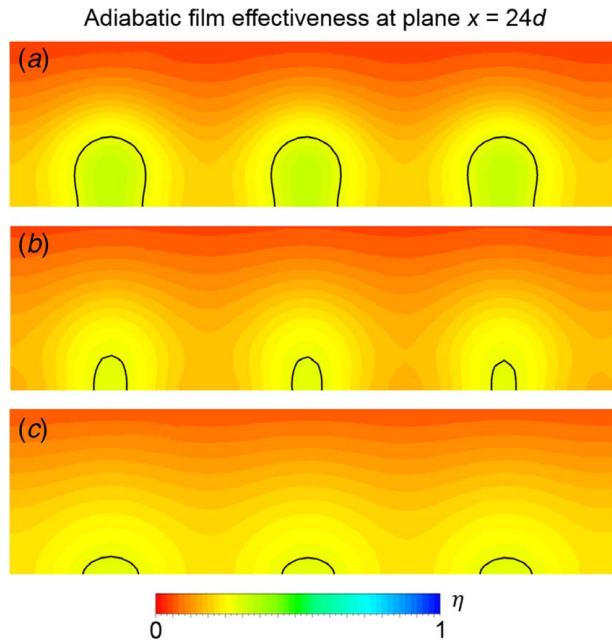 Adiabatic film effectiveness at plane x = 24d
(a)
(b)
(c)
η
0 1